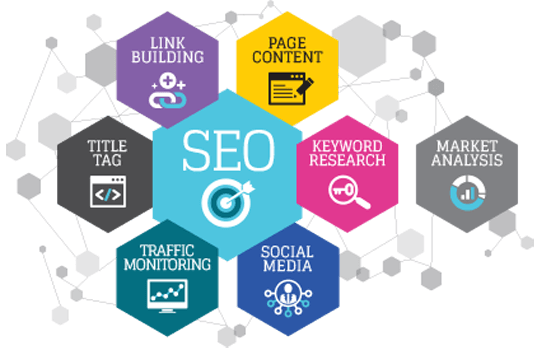 LINK
BUILDING
PAGE
CONTENT
TITLE
TAG
SEO
KEYWORD
RESEARCH
MARKET
ANALYSIS
TRAFFIC
MONITORING
SOCIAL
MEDIA